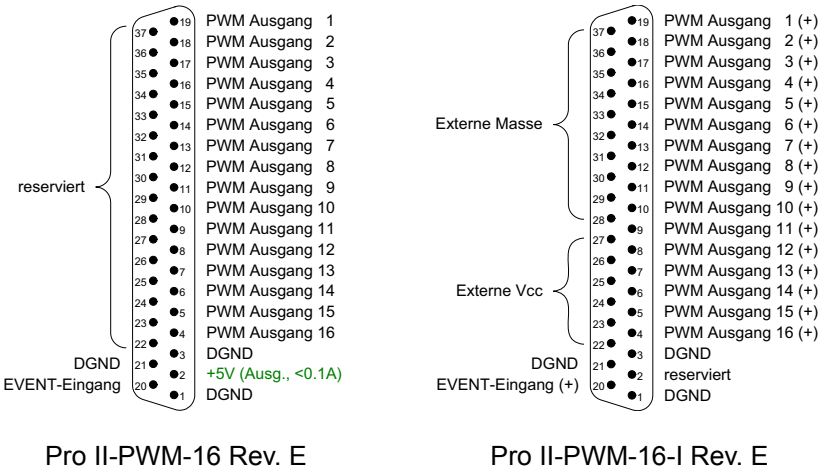 19 PWM Ausgang 1
37
18 PWM Ausgang 2
36
17 PWM Ausgang 3
35
16 PWM Ausgang 4
34
15 PWM Ausgang 5
33
14 PWM Ausgang 6
32
13 PWM Ausgang 7
31
12 PWM Ausgang 8
30
reserviert
11 PWM Ausgang 9
29
10 PWM Ausgang 10
28
9 PWM Ausgang 11
27
8 PWM Ausgang 12
26
7 PWM Ausgang 13
25
6 PWM Ausgang 14
24
5 PWM Ausgang 15
23
4 PWM Ausgang 16
22
3 DGND
DGND 21
2 +5V (Ausg., <0.1A)
EVENT-Eingang 20
1 DGND
Pro II-PWM-16 Rev. E
19 PWM Ausgang 1 (+)
37
18 PWM Ausgang 2 (+)
36
17 PWM Ausgang 3 (+)
35
16 PWM Ausgang 4 (+)
34
15 PWM Ausgang 5 (+)
33
Externe Masse
14 PWM Ausgang 6 (+)
32
13 PWM Ausgang 7 (+)
31
12 PWM Ausgang 8 (+)
30
11 PWM Ausgang 9 (+)
29
10 PWM Ausgang 10 (+)
28
9 PWM Ausgang 11 (+)
27
8 PWM Ausgang 12 (+)
26
7 PWM Ausgang 13 (+)
25
Externe Vcc
6 PWM Ausgang 14 (+)
24
5 PWM Ausgang 15 (+)
23
4 PWM Ausgang 16 (+)
22
3 DGND
DGND 21
2 reserviert
EVENT-Eingang (+) 20
1 DGND
Pro II-PWM-16-I Rev. E